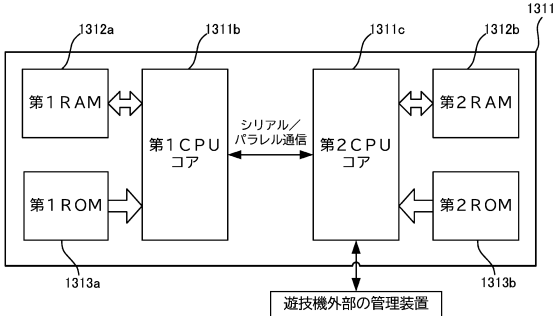 1311
1312a
1311b
1311c
1312b
第1RAM
第1CPU
コア
シリアル／
パラレル通信
第2CPU
コア
第2RAM
第1ROM
第2ROM
1313a
1313b
遊技機外部の管理装置